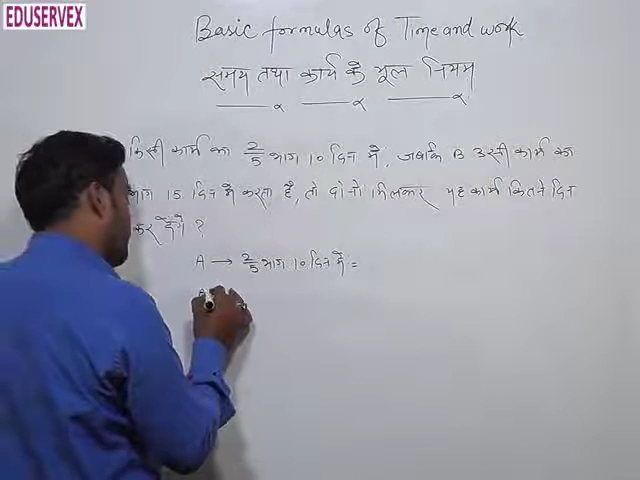 EDUSERVEX
Basic formulas of Time and work
समय तथा कार्य के मूल नियम
किसी कार्य का 2/5 भाग 10 दिन में, जबकि B उसी कार्य का
भाग 15 दिन में करता है, तो दोनों मिलकर यह कार्य कितने दिन
कर देंगे ?
A → 2/5 भाग 10 दिन में =